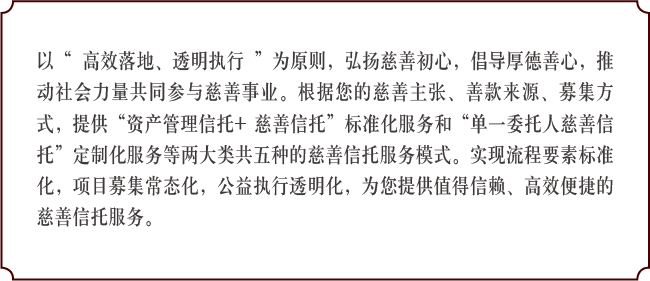 以“ 高效落地、透明执行 ”为原则，弘扬慈善初心，倡导厚德善心，推
动社会力量共同参与慈善事业。根据您的慈善主张、善款来源、募集方
式，提供“资产管理信托+ 慈善信托”标准化服务和“单一委托人慈善信
托”定制化服务等两大类共五种的慈善信托服务模式。实现流程要素标准
化，项目募集常态化，公益执行透明化，为您提供值得信赖、高效便捷的
慈善信托服务。